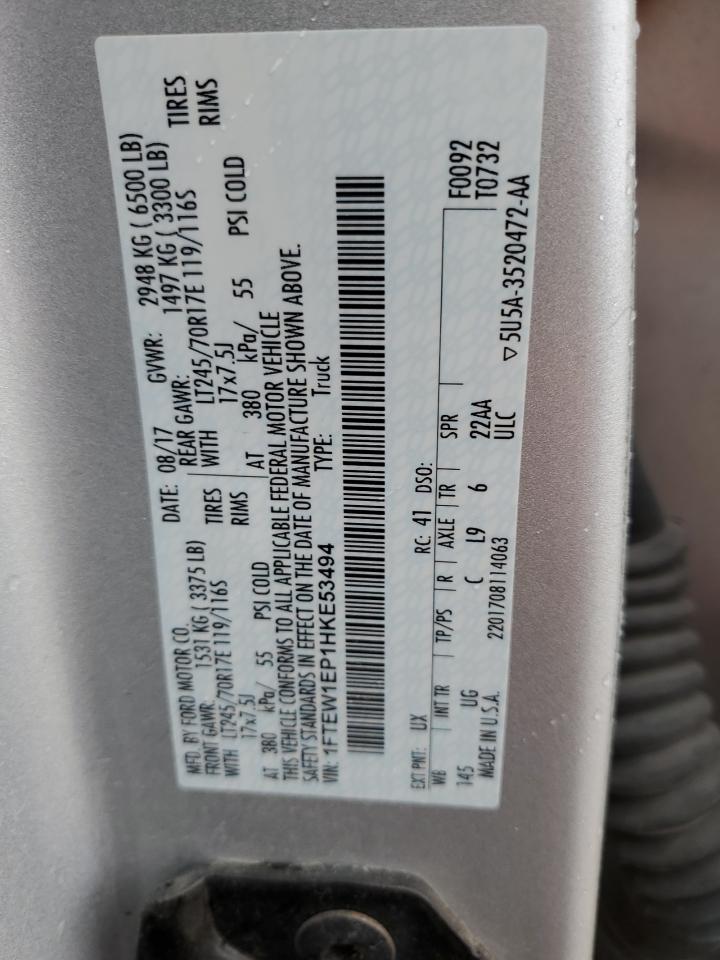 MFD. BY FORD MOTOR CO. DATE: 08/17 GVWR: 2948 KG ( 6500 LB)
FRONT GAWR: 1531 KG ( 3375 LB) REAR GAWR: 1497 KG ( 3300 LB)
WITH LT245/70R17E 119/116S TIRES WITH LT245/70R17E 119/116S TIRES
17x7.5J RIMS 17x7.5J RIMS
AT 380 kPa/ 55 PSI COLD AT 380 kPa/ 55 PSI COLD
THIS VEHICLE CONFORMS TO ALL APPLICABLE FEDERAL MOTOR VEHICLE
SAFETY STANDARDS IN EFFECT ON THE DATE OF MANUFACTURE SHOWN ABOVE.
VIN: 1FTEW1EP1HKE53494 TYPE: Truck
EXT PNT: UX RC: 41 DSO: F0092
WB INT TR TP/PS R AXLE TR SPR T0732
145 UG C L9 6 22AA
MADE IN U.S.A. 2201708114063 ULC ▽ 5U5A-3520472-AA